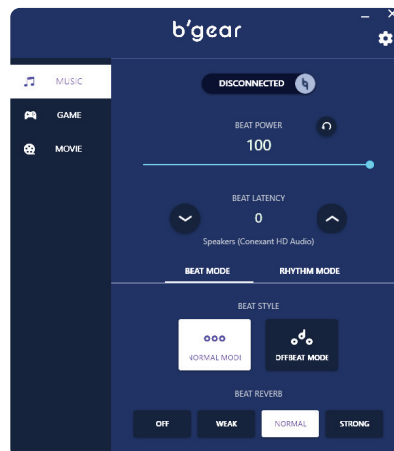 b'gear
MUSIC
GAME
MOVIE
DISCONNECTED
BEAT POWER
100
BEAT LATENCY
0
Speakers (Conexant HD Audio)
BEAT MODE RHYTHM MODE
BEAT STYLE
NORMAL MODE OFFBEAT MODE
BEAT REVERB
OFF WEAK NORMAL STRONG